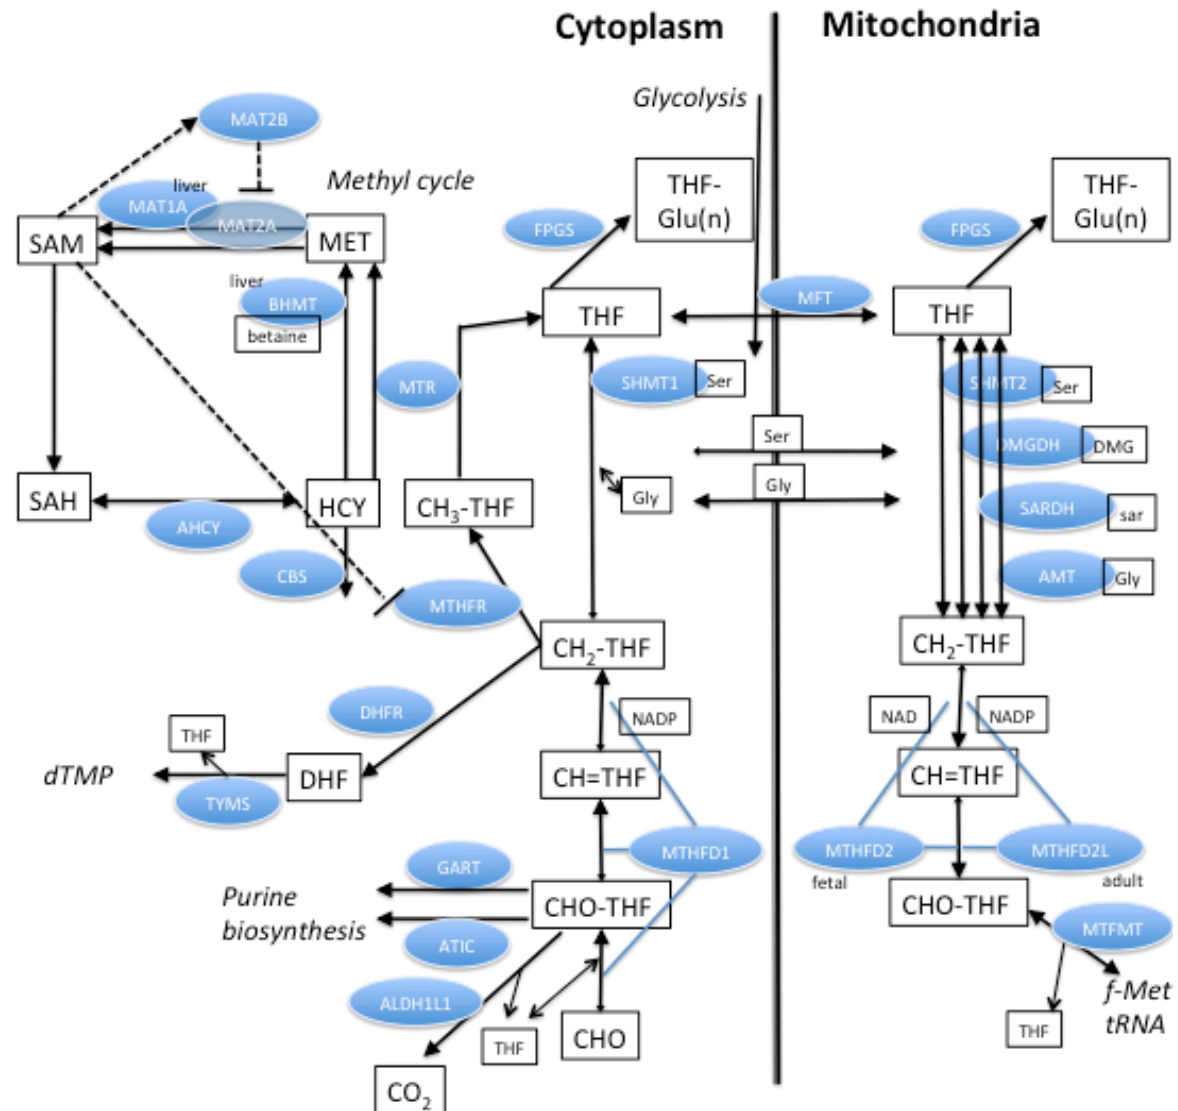 Cytoplasm
Mitochondria
Glycolysis
MAT2B
Methyl cycle
liver
MAT1A
MAT2A
SAM
MET
THF-
Glu(n)
FPGS
THF-
Glu(n)
FPGS
liver
BHMT
betaine
THF
MFT
THF
MTR
SHMT1
Ser
SHMT2
Ser
Ser
DMGDH
DMG
SAH
HCY
CH3-THF
Gly
Gly
SARDH
sar
AHCY
CBS
MTHFR
AMT
Gly
CH2-THF
CH2-THF
DHFR
THF
NADP
NAD
NADP
dTMP
DHF
CH=THF
CH=THF
TYMS
MTHFD1
MTHFD2
MTHFD2L
GART
fetal
adult
Purine
biosynthesis
CHO-THF
CHO-THF
ATIC
MTFMT
ALDH1L1
f-Met
tRNA
THF
CHO
THF
CO2